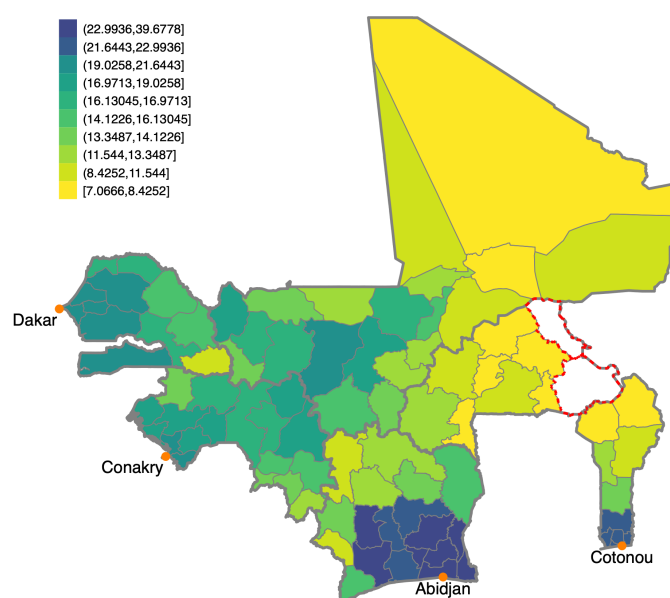 (22.9936,39.6778]
(21.6443,22.9936]
(19.0258,21.6443]
(16.9713,19.0258]
(16.13045,16.9713]
(14.1226,16.13045]
(13.3487,14.1226]
(11.544,13.3487]
(8.4252,11.544]
[7.0666,8.4252]
Dakar
Conakry
Cotonou
Abidjan